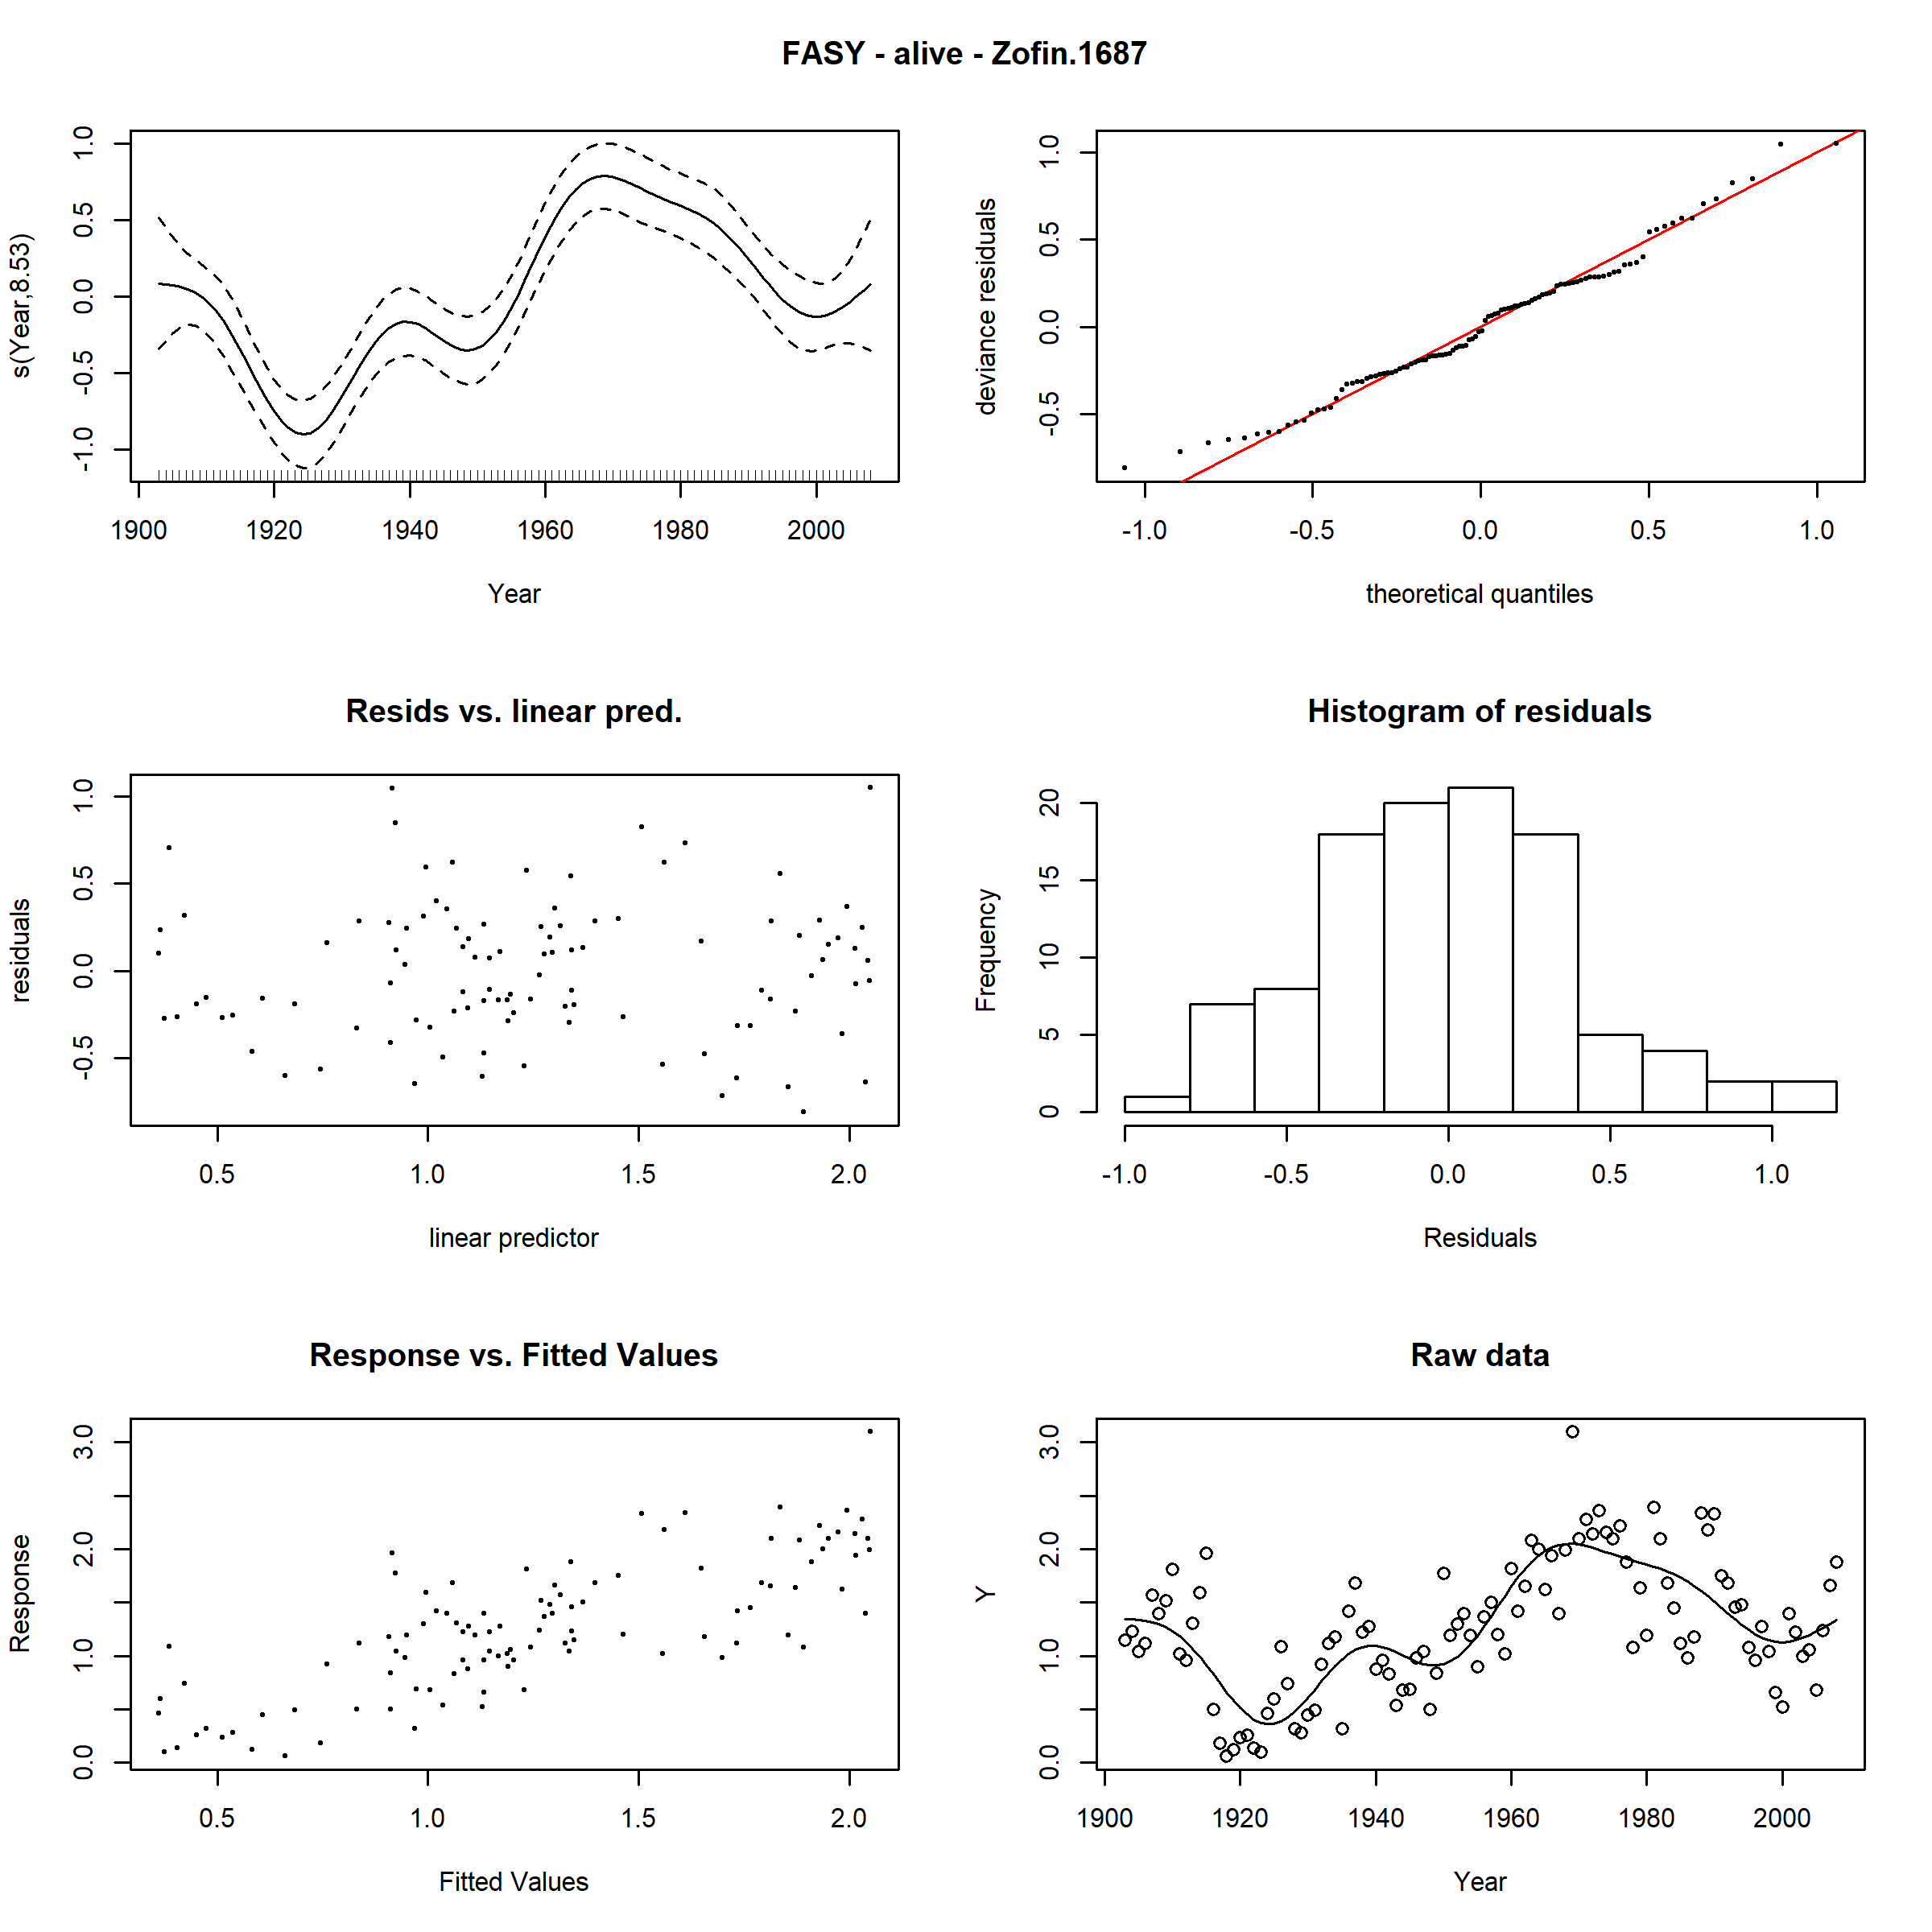 FASY - alive - Zofin.1687
s(Year,8.53)
1.0
0.5
0.0
-0.5
-1.0
1900 1920 1940 1960 1980 2000
Year
deviance residuals
1.0
0.5
0.0
-0.5
-1.0 -0.5 0.0 0.5 1.0
theoretical quantiles
Resids vs. linear pred.
residuals
1.0
0.5
0.0
-0.5
0.5 1.0 1.5 2.0
linear predictor
Histogram of residuals
Frequency
20
15
10
5
0
-1.0 -0.5 0.0 0.5 1.0
Residuals
Response vs. Fitted Values
Response
3.0
2.0
1.0
0.0
0.5 1.0 1.5 2.0
Fitted Values
Raw data
Y
3.0
2.0
1.0
0.0
1900 1920 1940 1960 1980 2000
Year